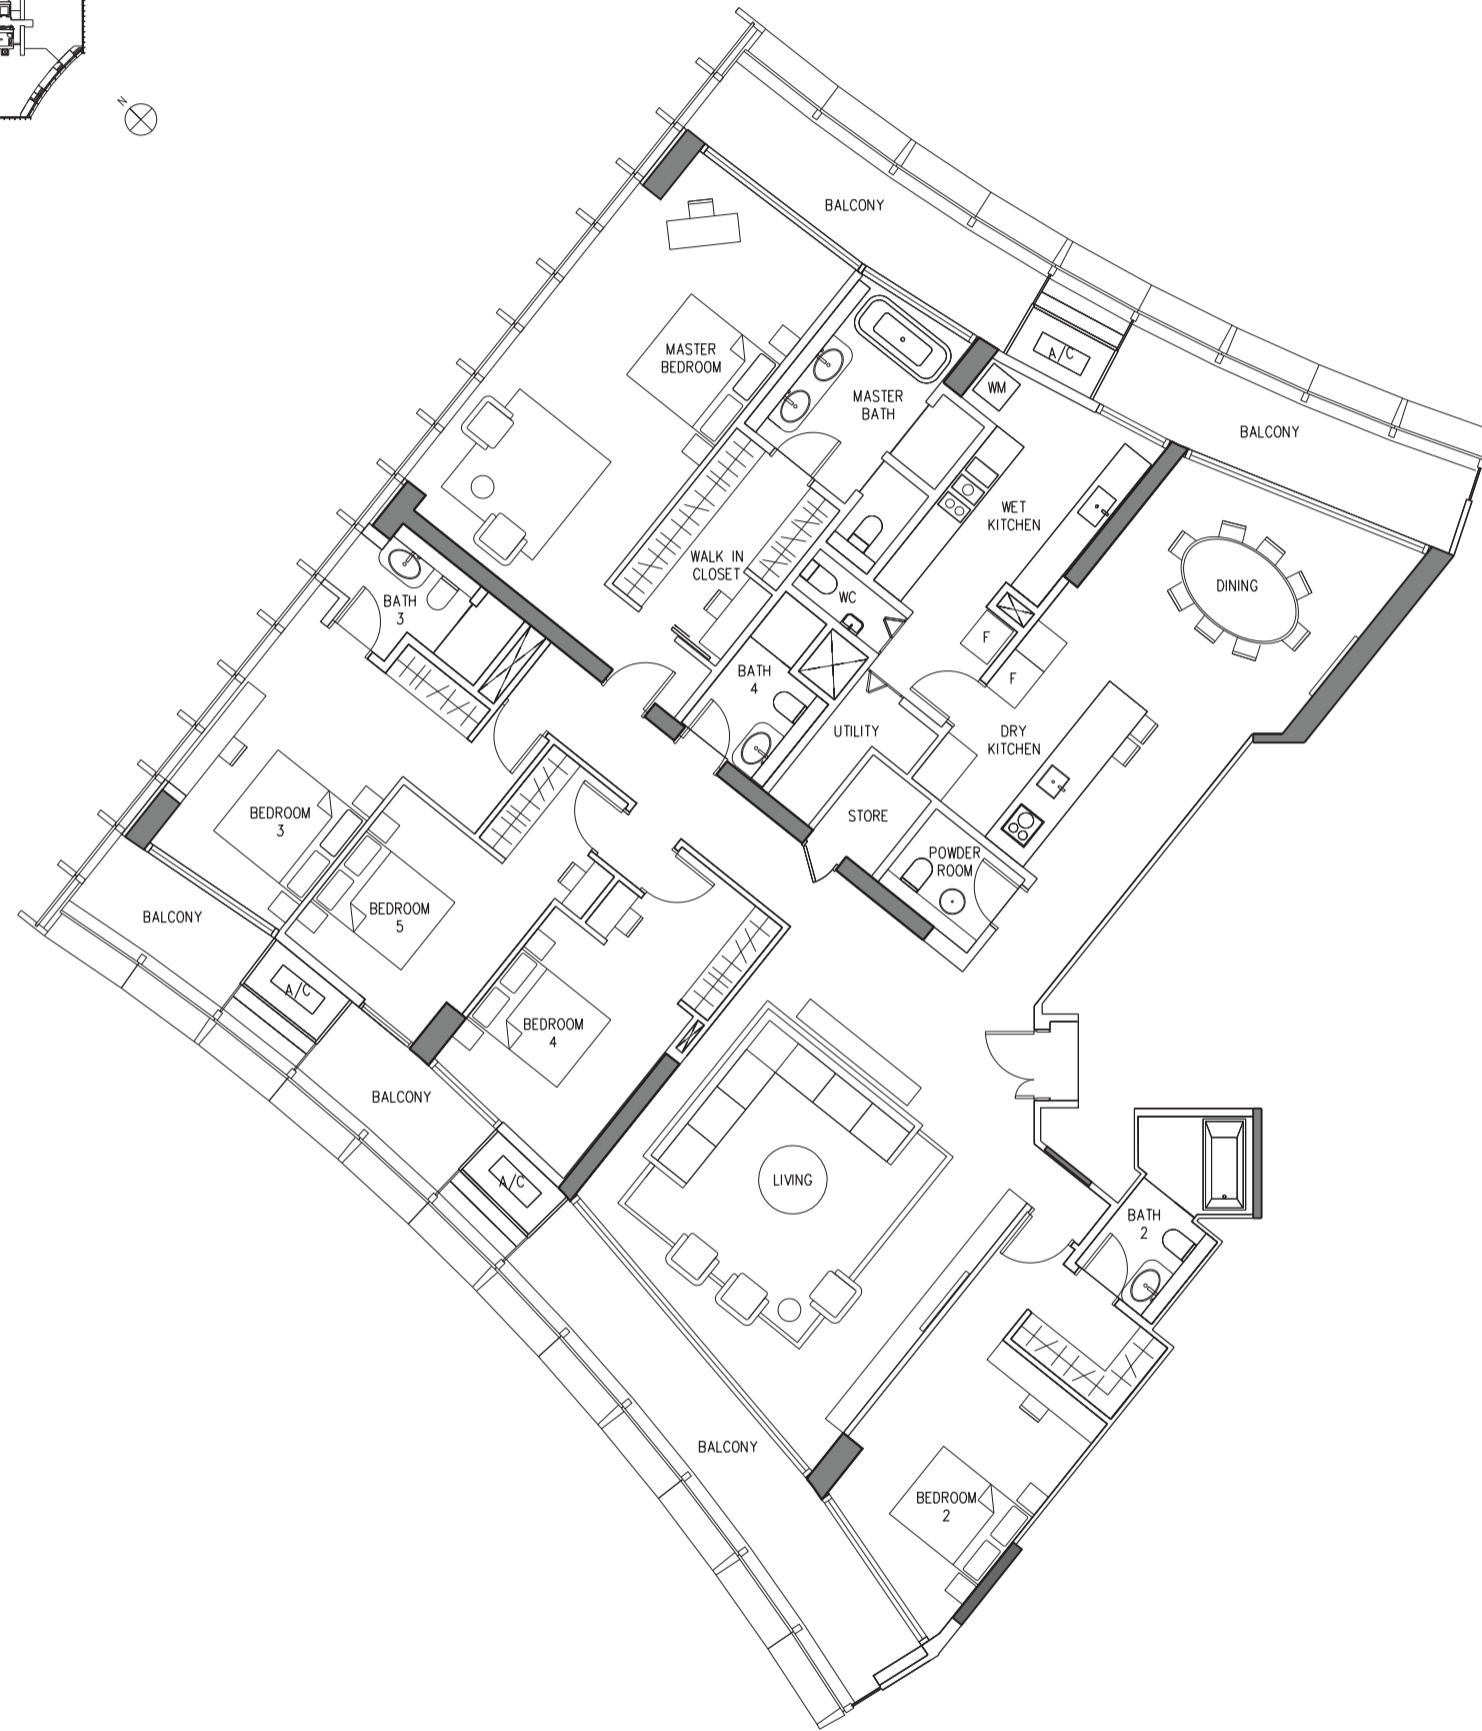 N
BALCONY
MASTER
BEDROOM
A/C
WM
MASTER
BATH
BALCONY
WET
KITCHEN
WALK IN
CLOSET
DINING
WC
BATH
3
F
F
BATH
4
UTILITY
DRY
KITCHEN
STORE
BEDROOM
3
POWDER
ROOM
BALCONY
BEDROOM
5
A/C
BEDROOM
4
BALCONY
A/C
LIVING
BATH
2
BALCONY
BEDROOM
2